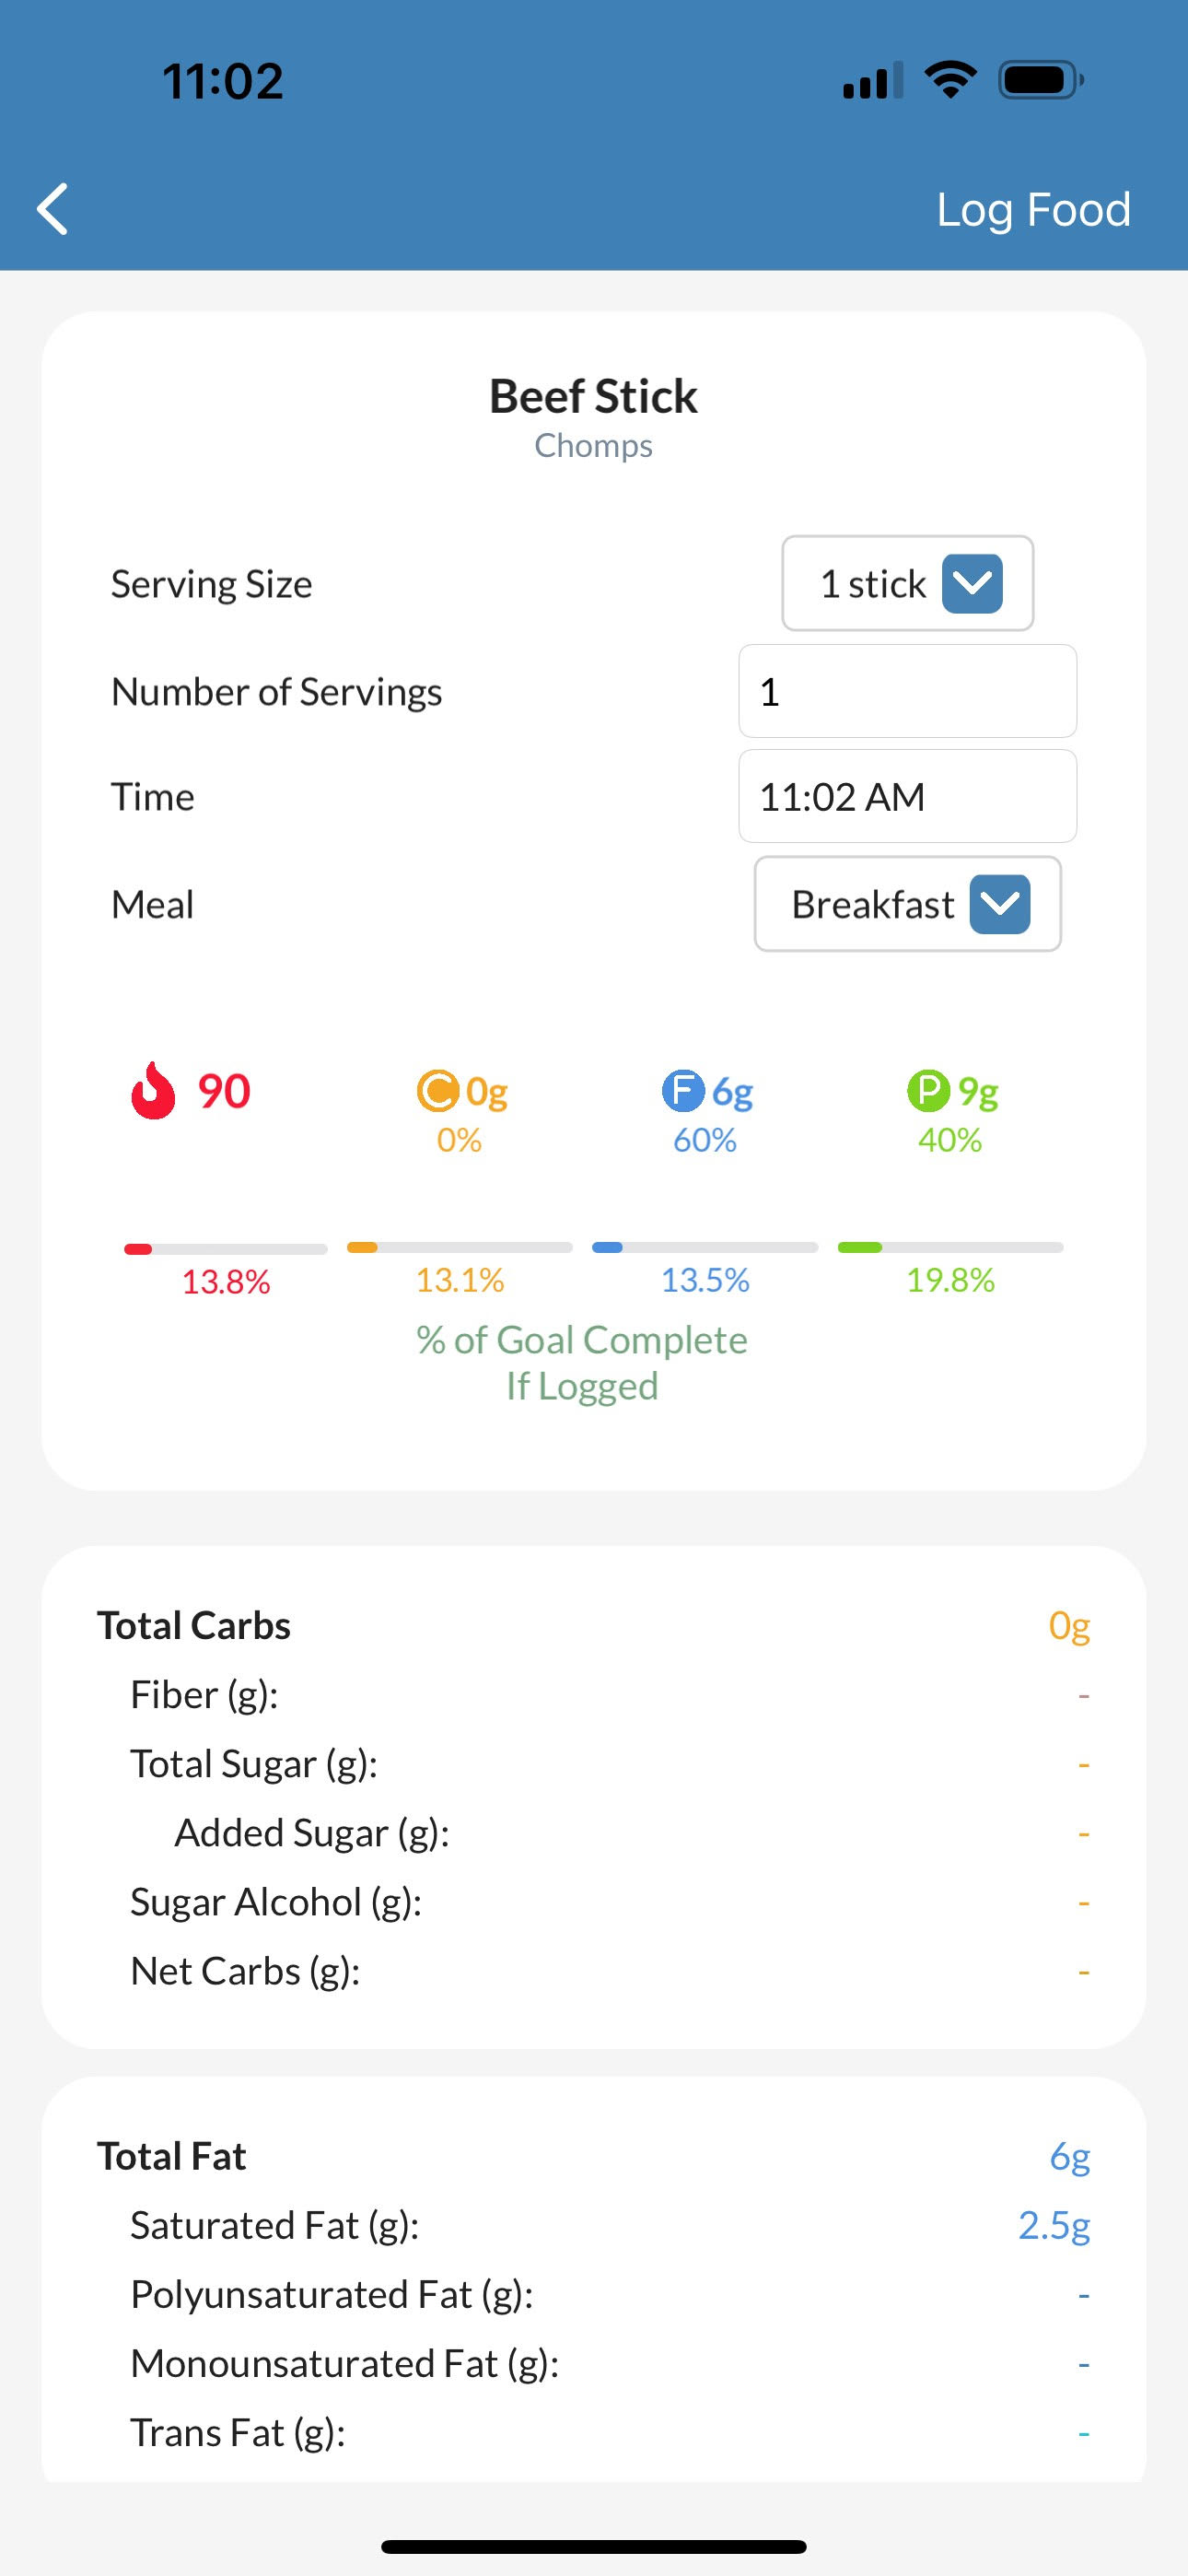 11:02
Log Food
Beef Stick
Chomps
Serving Size 1 stick
Number of Servings 1
Time 11:02 AM
Meal Breakfast
90 C 0g F 6g P 9g
0% 60% 40%
13.8% 13.1% 13.5% 19.8%
% of Goal Complete
If Logged
Total Carbs 0g
Fiber (g): -
Total Sugar (g): -
Added Sugar (g): -
Sugar Alcohol (g): -
Net Carbs (g): -
Total Fat 6g
Saturated Fat (g): 2.5g
Polyunsaturated Fat (g): -
Monounsaturated Fat (g): -
Trans Fat (g): -